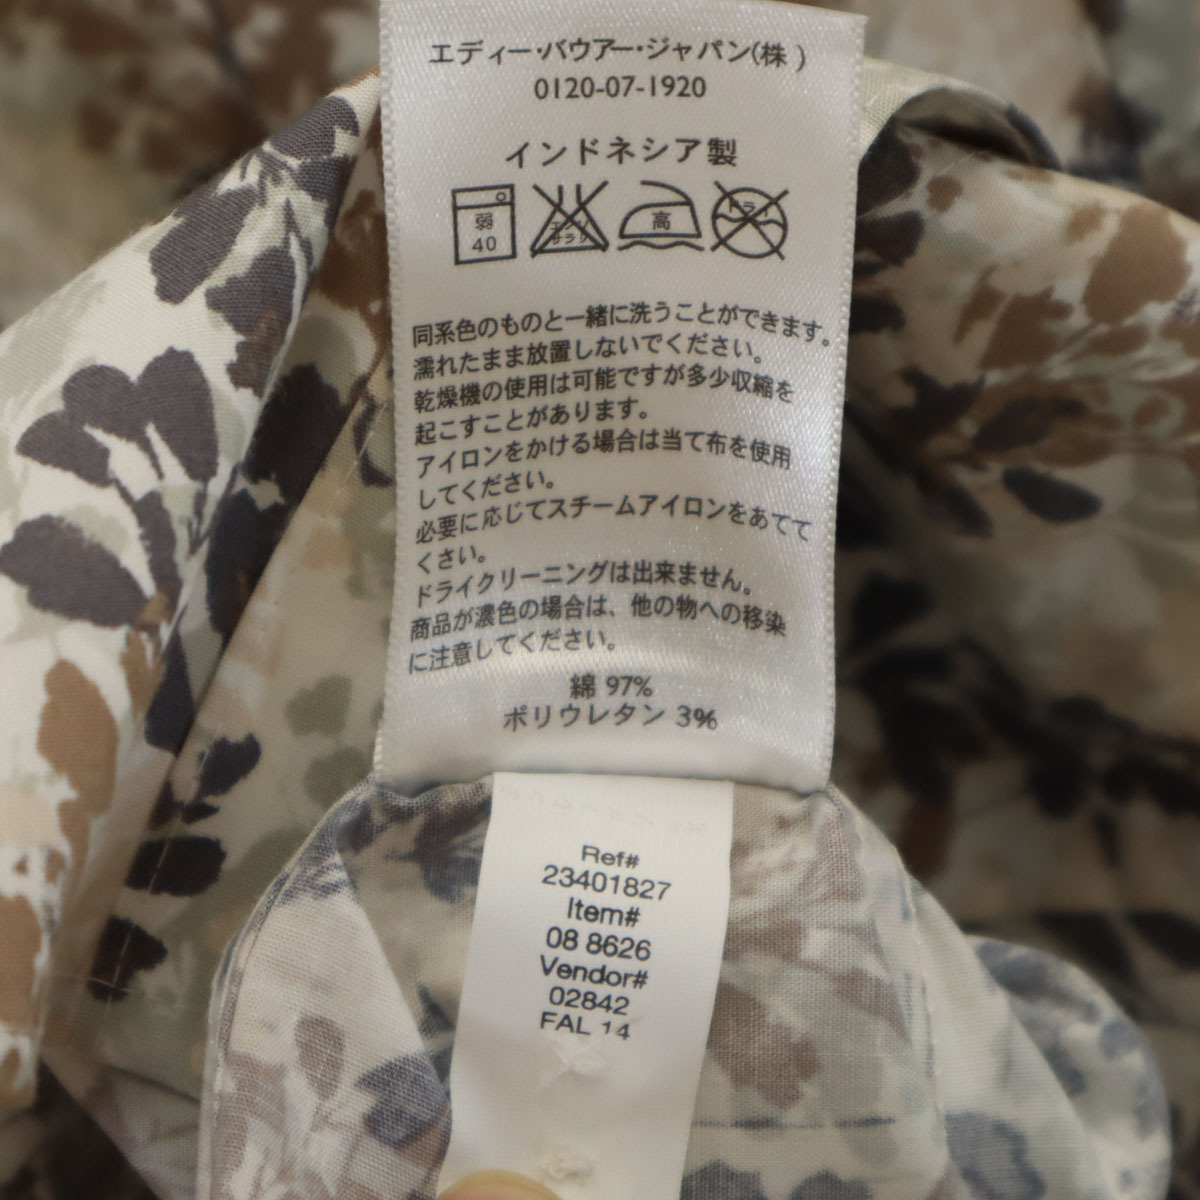 エディー・バウアー・ジャパン(株)
0120-07-1920
インドネシア製
弱
40
エンソ
サラシ
高
ドライ
同系色のものと一緒に洗うことができます。
濡れたまま放置しないでください。
乾燥機の使用は可能ですが多少収縮を
起こすことがあります。
アイロンをかける場合は当て布を使用
してください。
必要に応じてスチームアイロンをあてて
ください。
ドライクリーニングは出来ません。
商品が濃色の場合は、他の物への移染
に注意してください。
綿 97%
ポリウレタン 3%
Ref#
23401827
Item#
08 8626
Vendor#
02842
FAL 14